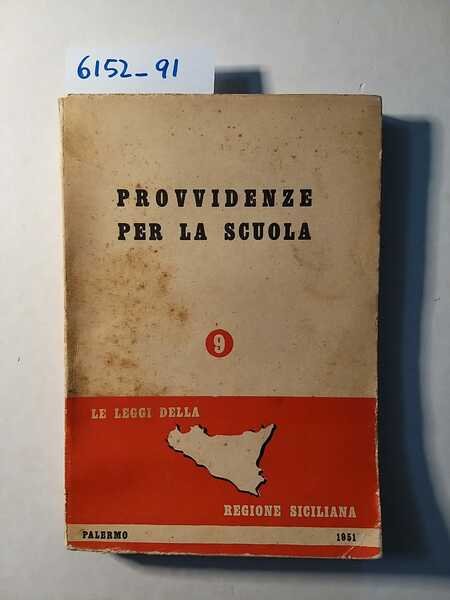 6152_91
PROVVIDENZE
PER LA SCUOLA
9
LE LEGGI DELLA
REGIONE SICILIANA
PALERMO 1951